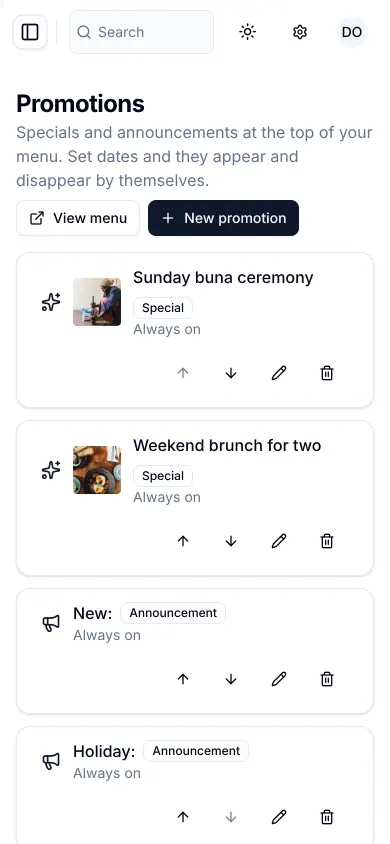 Search
DO
Promotions
Specials and announcements at the top of your
menu. Set dates and they appear and
disappear by themselves.
View menu
New promotion
Sunday buna ceremony
Special
Always on
Weekend brunch for two
Special
Always on
New: Announcement
Always on
Holiday: Announcement
Always on